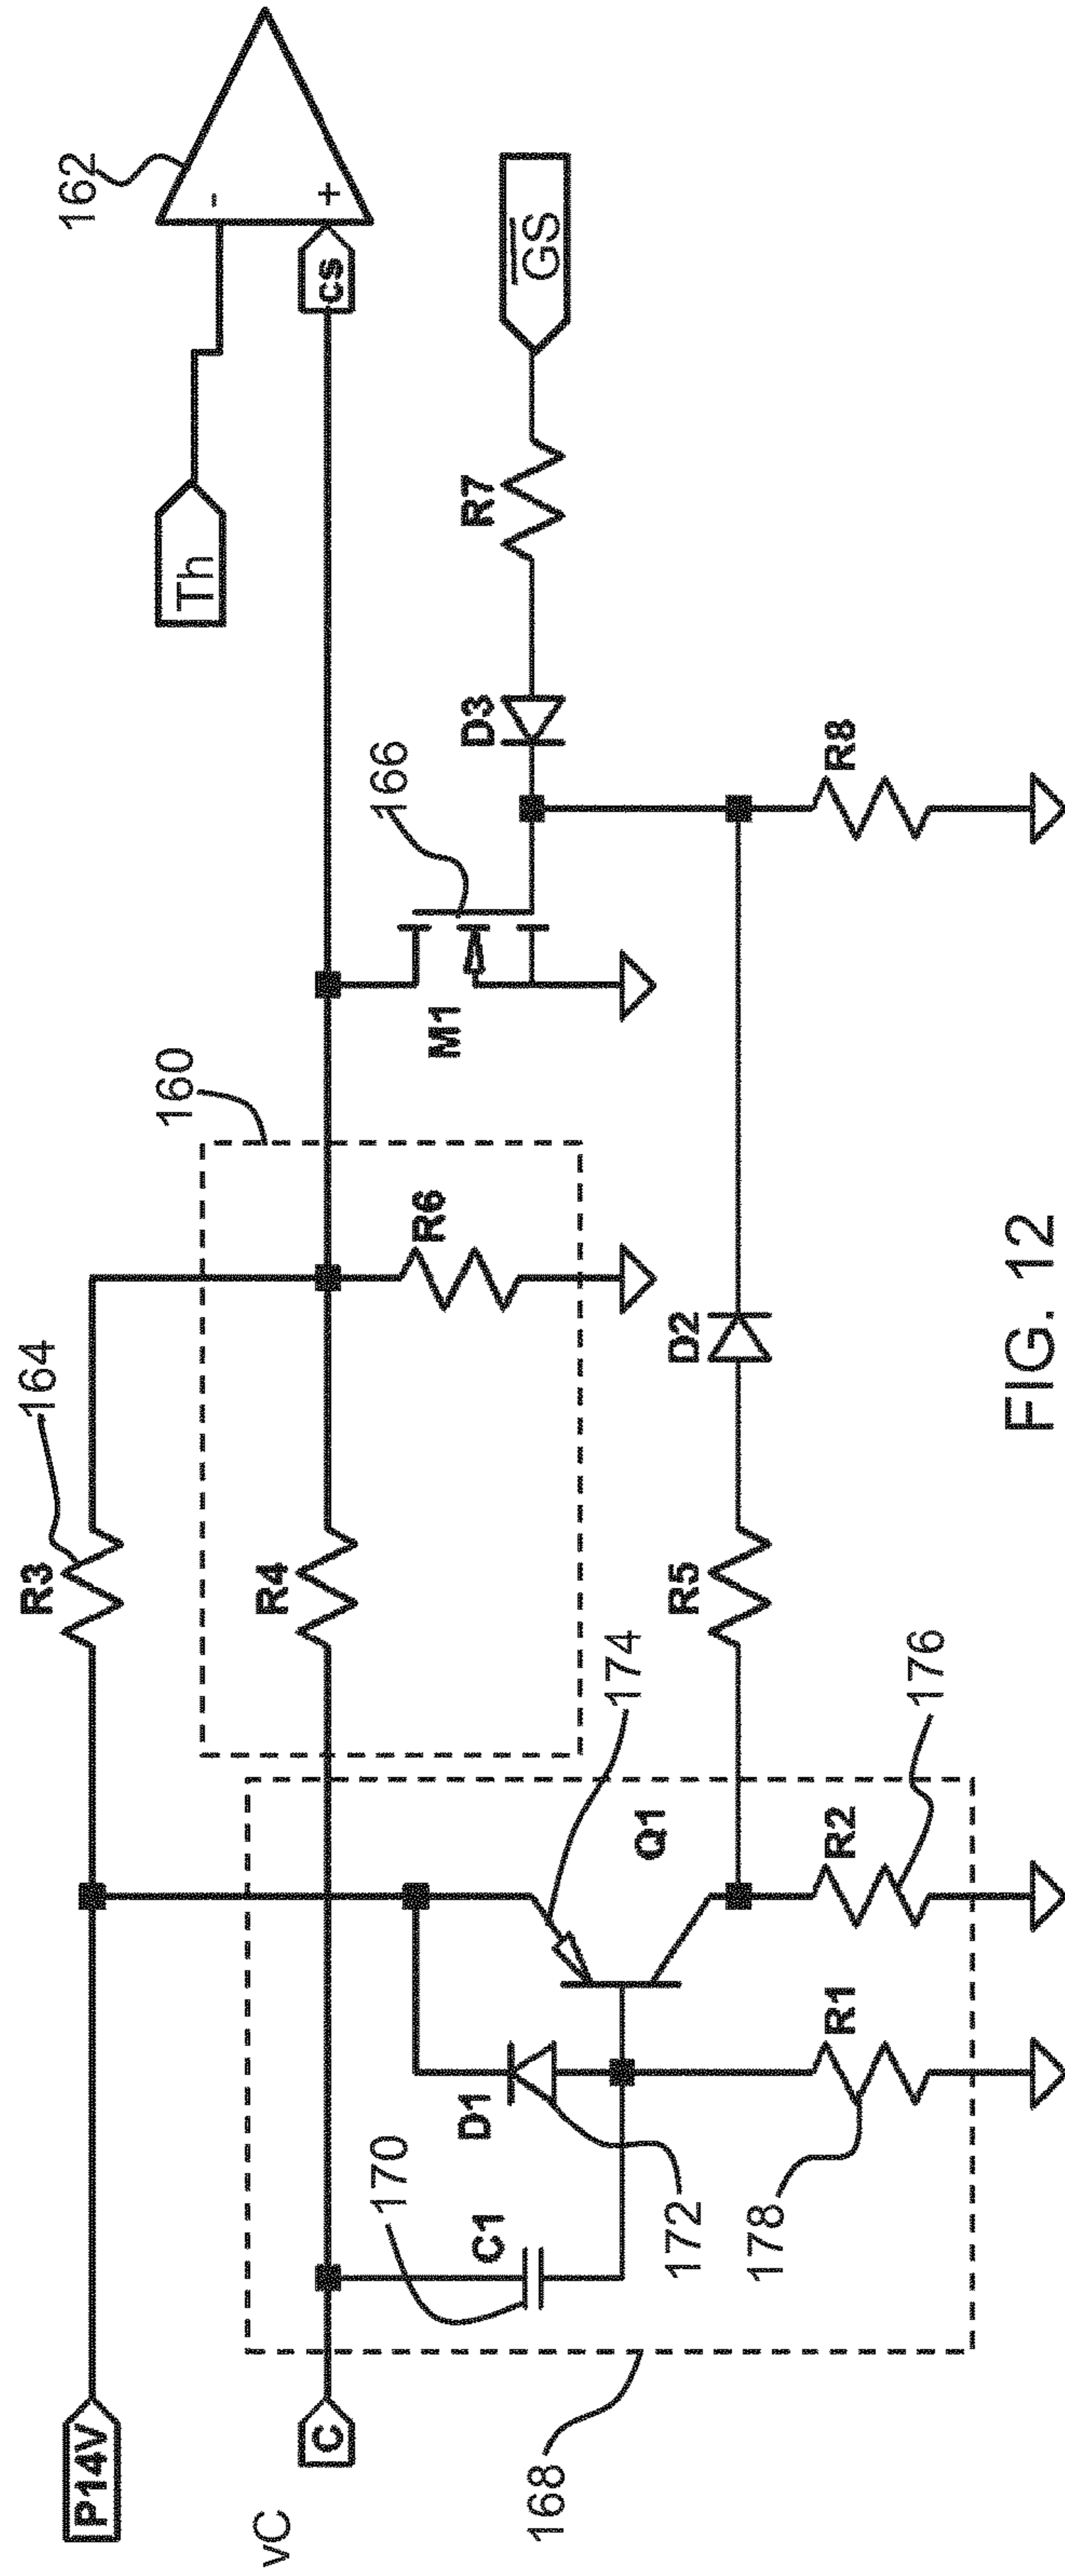 162
Th
-
+
cs
GS
R7
D3
166
M1
R8
160
R6
164
R3
R4
D2
R5
174
176
Q1
R2
R1
D1
170
C1
172
178
168
P14V
C
vC
FIG. 12